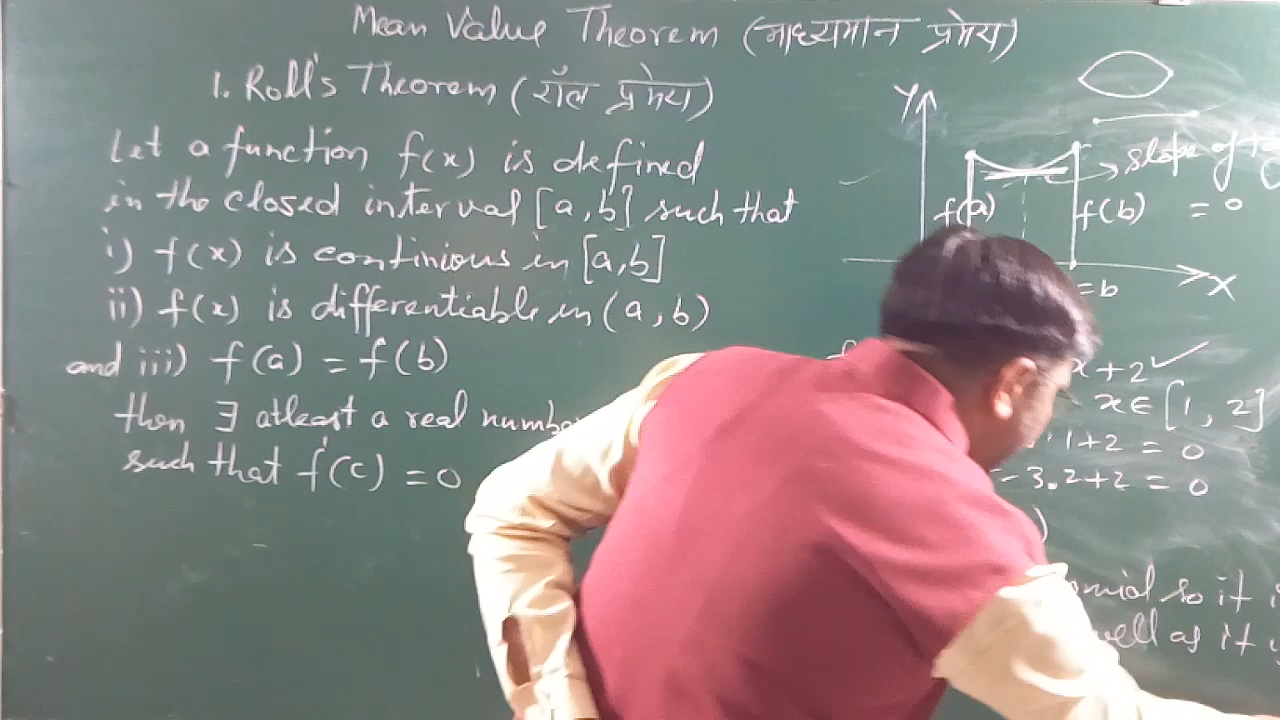 Mean Value Theorem (माध्यमान प्रमेय)
1. Roll's Theorem (रॉल प्रमेय)
Let a function f(x) is defined
in the closed interval [a,b] such that
i) f(x) is continious in [a,b]
ii) f(x) is differentiable in (a,b)
and iii) f(a) = f(b)
then ∃ atleast a real
such that f'(c) = 0
Y
slope of
f(a)
f(b) = 0
=b
X
x+2 ✓
x∈[1, 2]
1+2 = 0
-3.2+2 = 0
)
so it
well as it